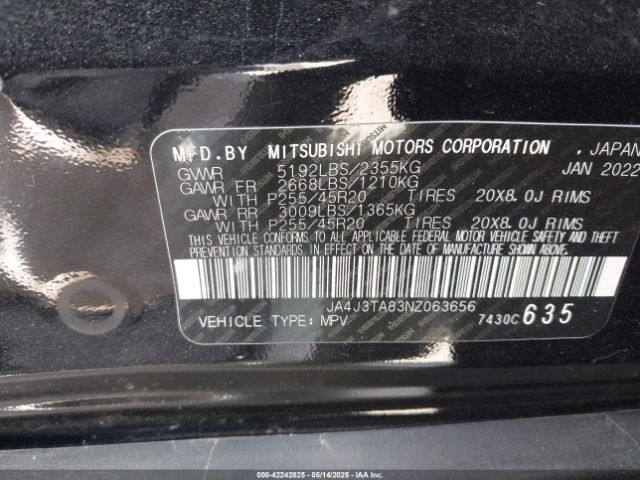 MFD.BY MITSUBISHI MOTORS CORPORATION , JAPAN
GVWR 5192LBS/2355KG JAN 2022
GAWR FR 2668LBS/1210KG
WITH P255/45R20 TIRES 20X8.0J RIMS
GAWR RR 3009LBS/1365KG
WITH P255/45R20 TIRES 20X8.0J RIMS
THIS VEHICLE CONFORMS TO ALL APPLICABLE FEDERAL MOTOR VEHICLE SAFETY AND THEFT
PREVENTION STANDARDS IN EFFECT ON THE DATE OF MANUFACTURE SHOWN ABOVE.
JA4J3TA83NZ063656
VEHICLE TYPE: MPV 7430C 635
000-42242825 05/14/2025 IAAI.COM